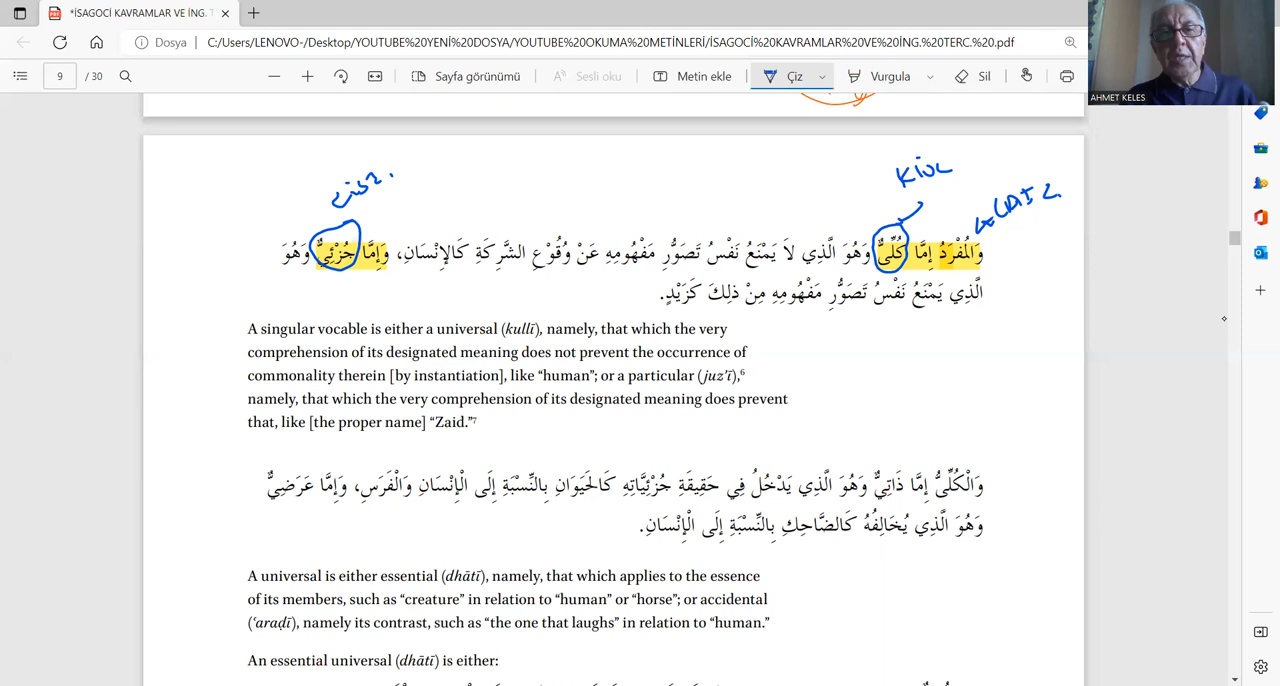 *İSAGOCİ KAVRAMLAR VE İNG. T
Dosya
C:/Users/LENOVO-/Desktop/YOUTUBE%20YENİ%20DOSYA/YOUTUBE%20OKUMA%20METİNLERİ/İSAGOCİ%20KAVRAMLAR%20VE%20İNG.%20TERC.%20.pdf
9 / 30
Sayfa görünümü
Sesli oku
Metin ekle
Çiz
Vurgula
Sil
AHMET KELES
وَالْمُفْرَدُ إِمَّا كُلِّىٌّ وَهُوَ الَّذِي لاَ يَمْنَعُ نَفْسُ تَصَوُّرِ مَفْهُومِهِ عَنْ وُقُوْعِ الشَّرِكَةِ كَالإِنْسَانِ، وَإِمَّا جُزْئِيٌّ وَهُوَ
الَّذِي يَمْنَعُ نَفْسُ تَصَوُّرِ مَفْهُومِهِ مِنْ ذلِكَ كَزَيْدٍ.
A singular vocable is either a universal (kullī), namely, that which the very
comprehension of its designated meaning does not prevent the occurrence of
commonality therein [by instantiation], like “human”; or a particular (juz’ī),6
namely, that which the very comprehension of its designated meaning does prevent
that, like [the proper name] “Zaid.”7
وَالْكُلِّىُّ إِمَّا ذَاتِيٌّ وَهُوَ الَّذِي يَدْخُلُ فِي حَقِيقَةِ جُزْئِيَّاتِهِ كَالحَيَوَانِ بِالنِّسْبَةِ إِلَى الْإِنْسَانِ وَالْفَرَسِ، وَإِمَّا عَرَضِيٌّ
وَهُوَ الَّذِي يُخَالِفُهُ كَالضَّاحِكِ بِالنِّسْبَةِ إِلَى الْإِنْسَانِ.
A universal is either essential (dhātī), namely, that which applies to the essence
of its members, such as “creature” in relation to “human” or “horse”; or accidental
(‘araḍī), namely its contrast, such as “the one that laughs” in relation to “human.”
An essential universal (dhātī) is either: